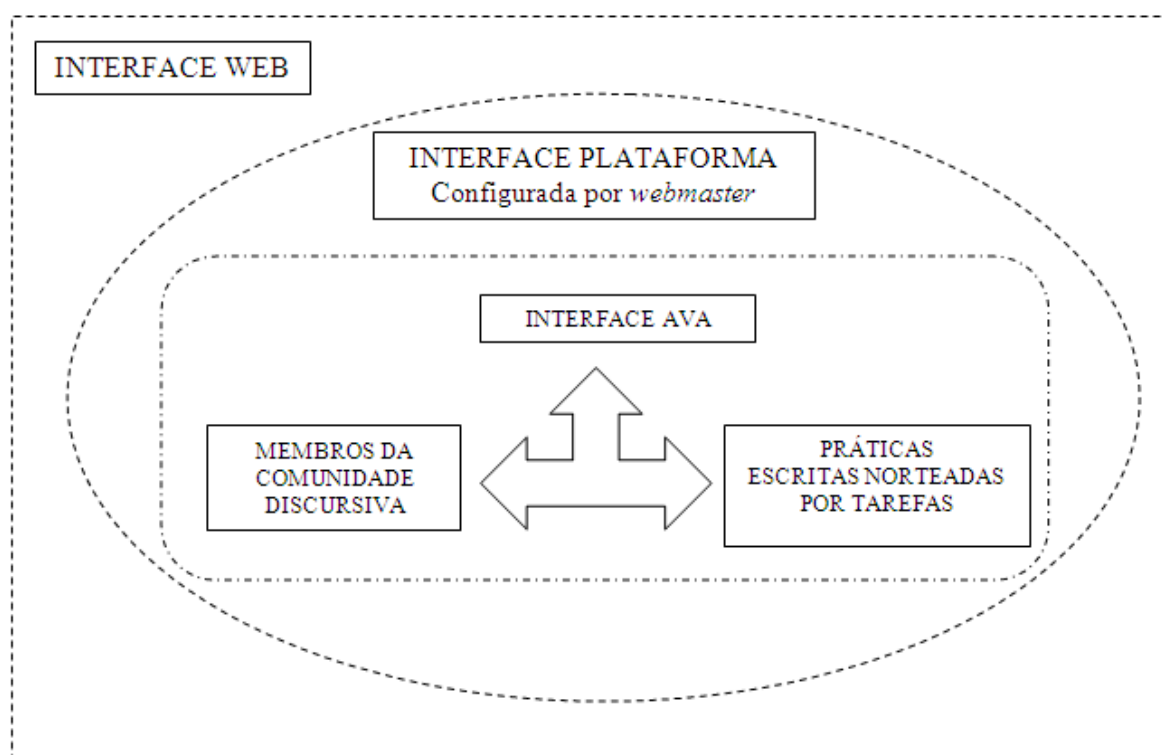 INTERFACE WEB
INTERFACE PLATAFORMA
Configurada por webmaster
INTERFACE AVA
MEMBROS DA
COMUNIDADE
DISCURSIVA
PRÁTICAS
ESCRITAS NORTEADAS
POR TAREFAS